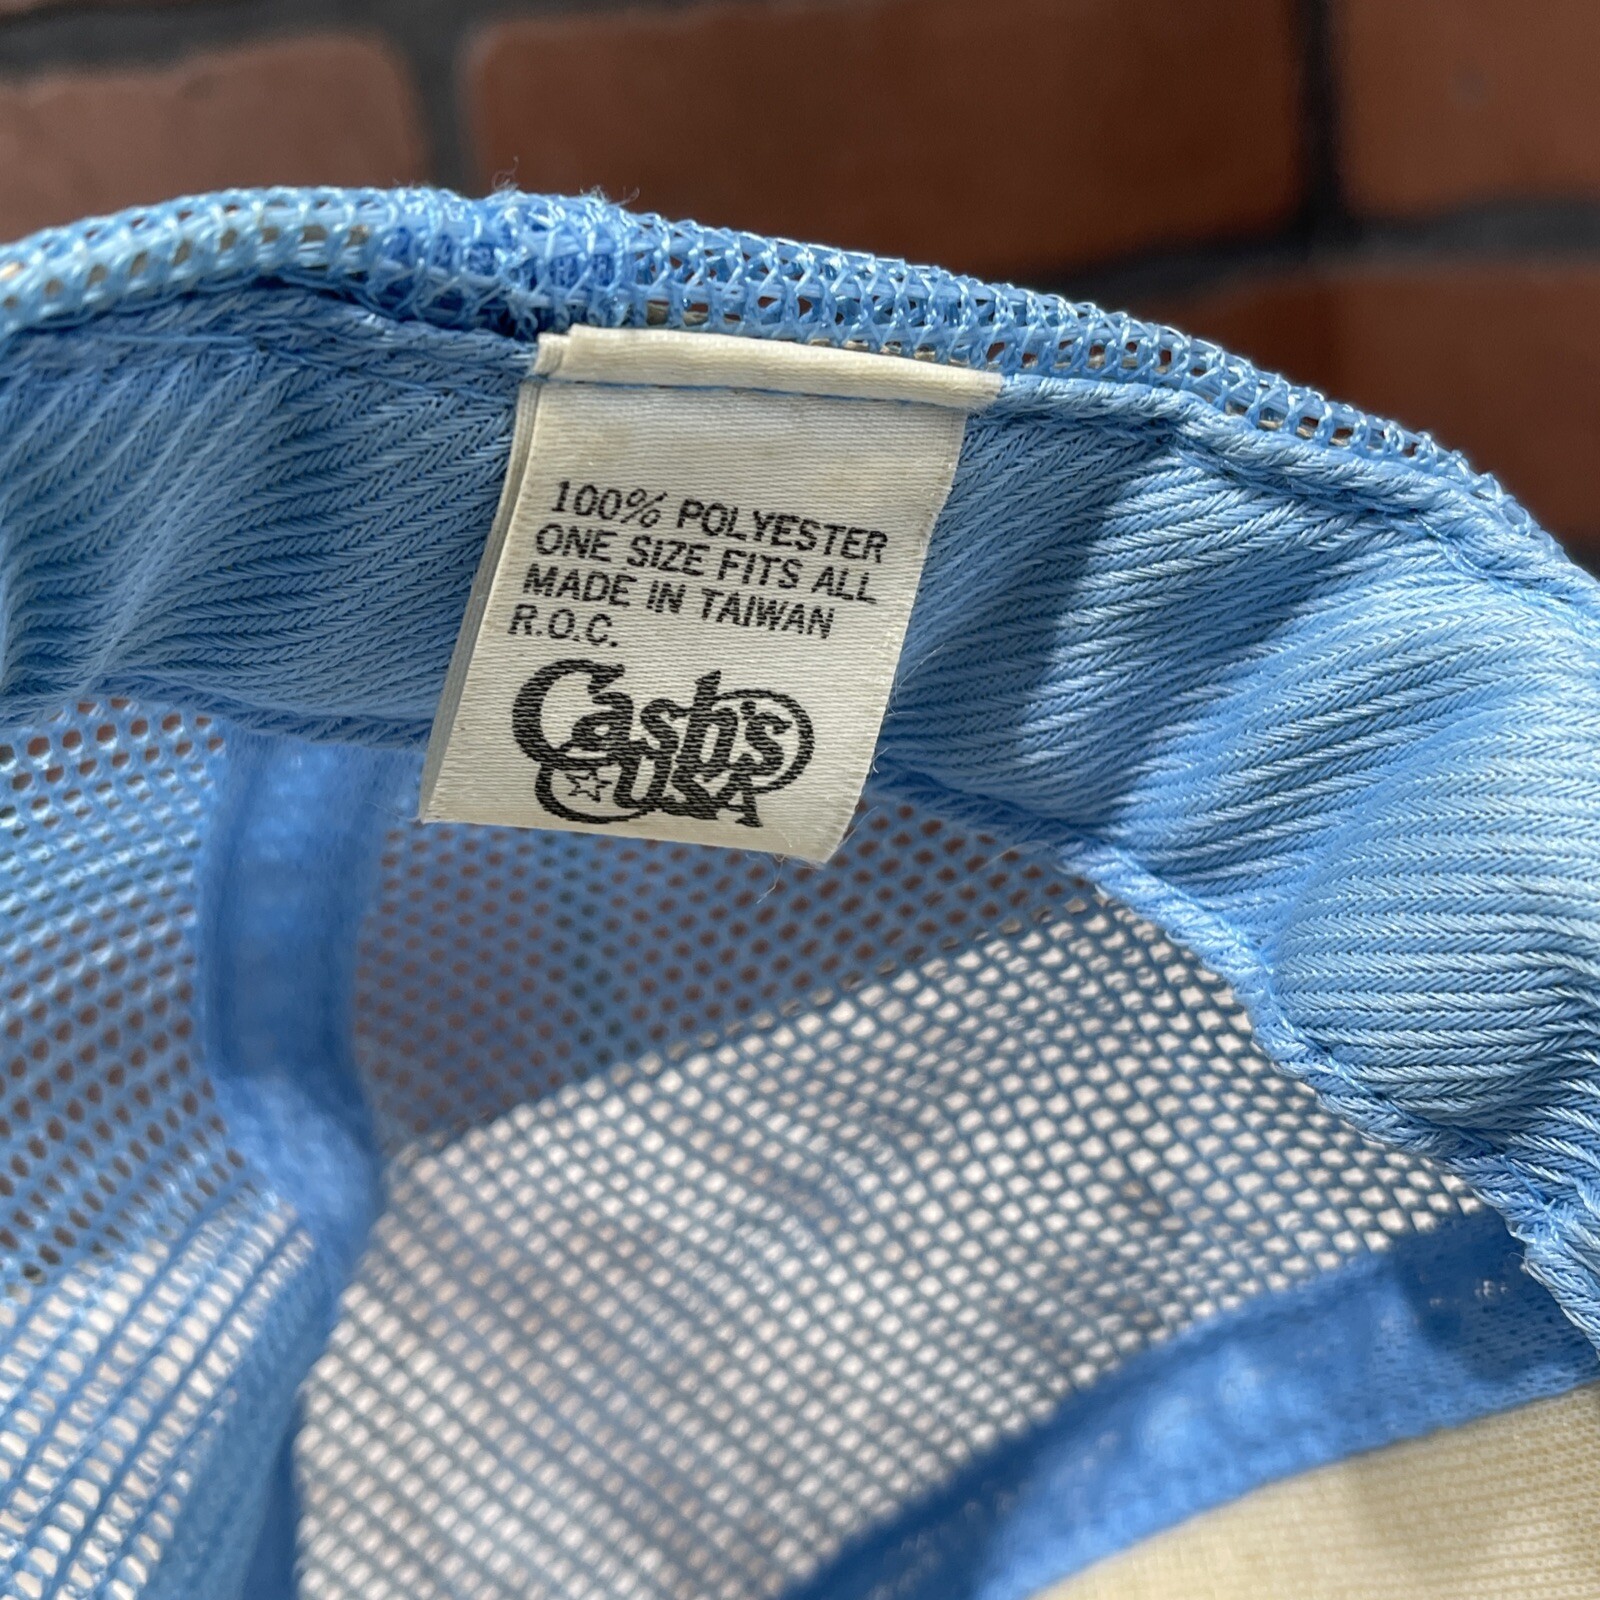 100% POLYESTER
ONE SIZE FITS ALL
MADE IN TAIWAN
R.O.C.
Cash's
USA